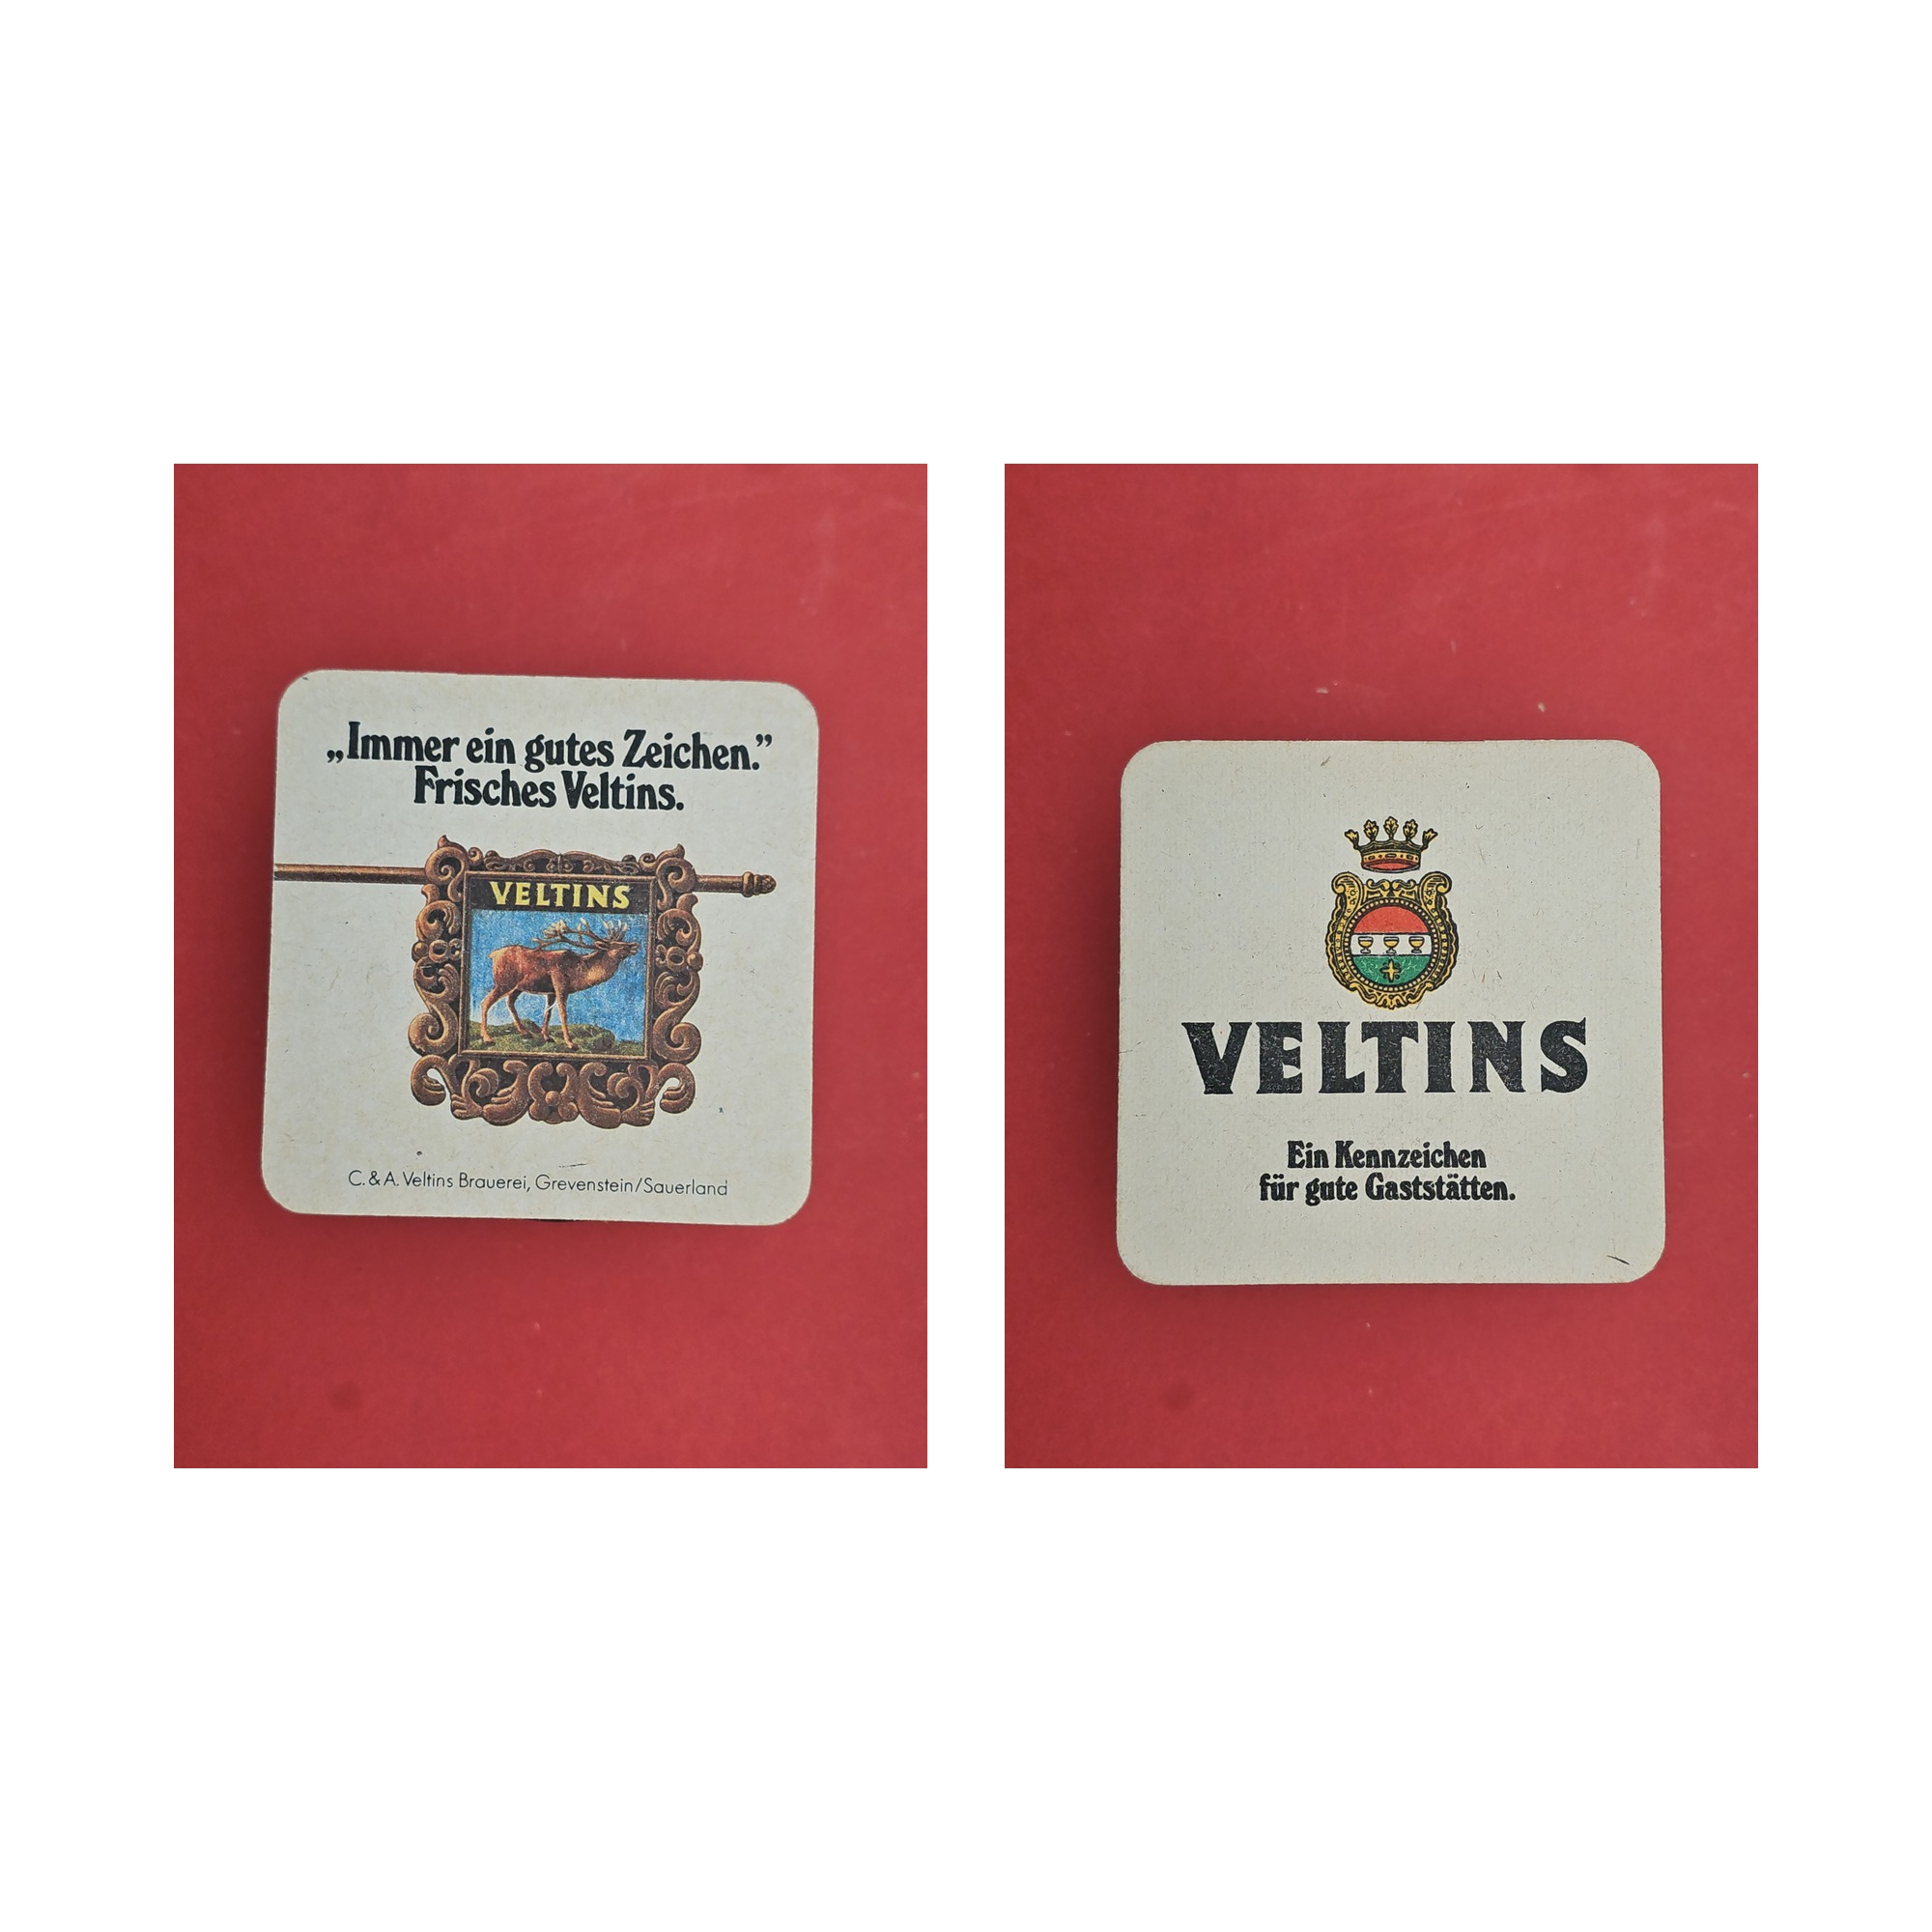 „Immer ein gutes Zeichen.”
Frisches Veltins.
VELTINS
C. & A. Veltins Brauerei, Grevenstein/Sauerland
VELTINS
Ein Kennzeichen
für gute Gaststätten.